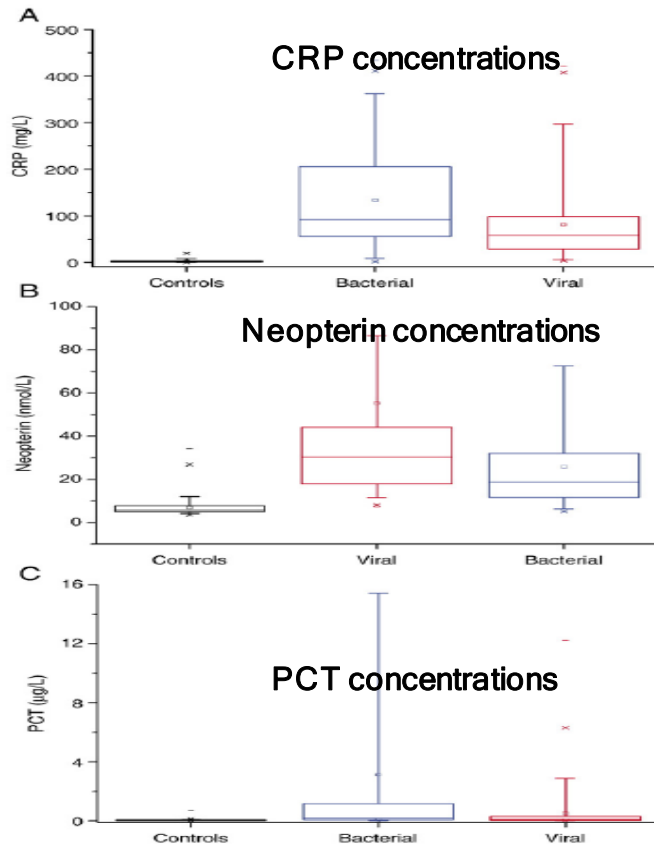 A
CRP concentrations
500
400
300
200
100
0
CRP (mg/L)
Controls Bacterial Viral
B
Neopterin concentrations
100
80
60
40
20
0
Neopterin (nmol/L)
Controls Viral Bacterial
C
PCT concentrations
16
12
8
4
0
PCT (µg/L)
Controls Bacterial Viral